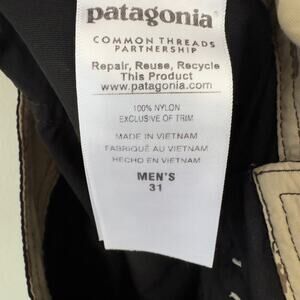 patagonia®
COMMON THREADS
PARTNERSHIP
Repair, Reuse, Recycle
This Product
www.patagonia.com
100% NYLON
EXCLUSIVE OF TRIM
MADE IN VIETNAM
FABRIQUÉ AU VIETNAM
HECHO EN VIETNAM
MEN'S
31